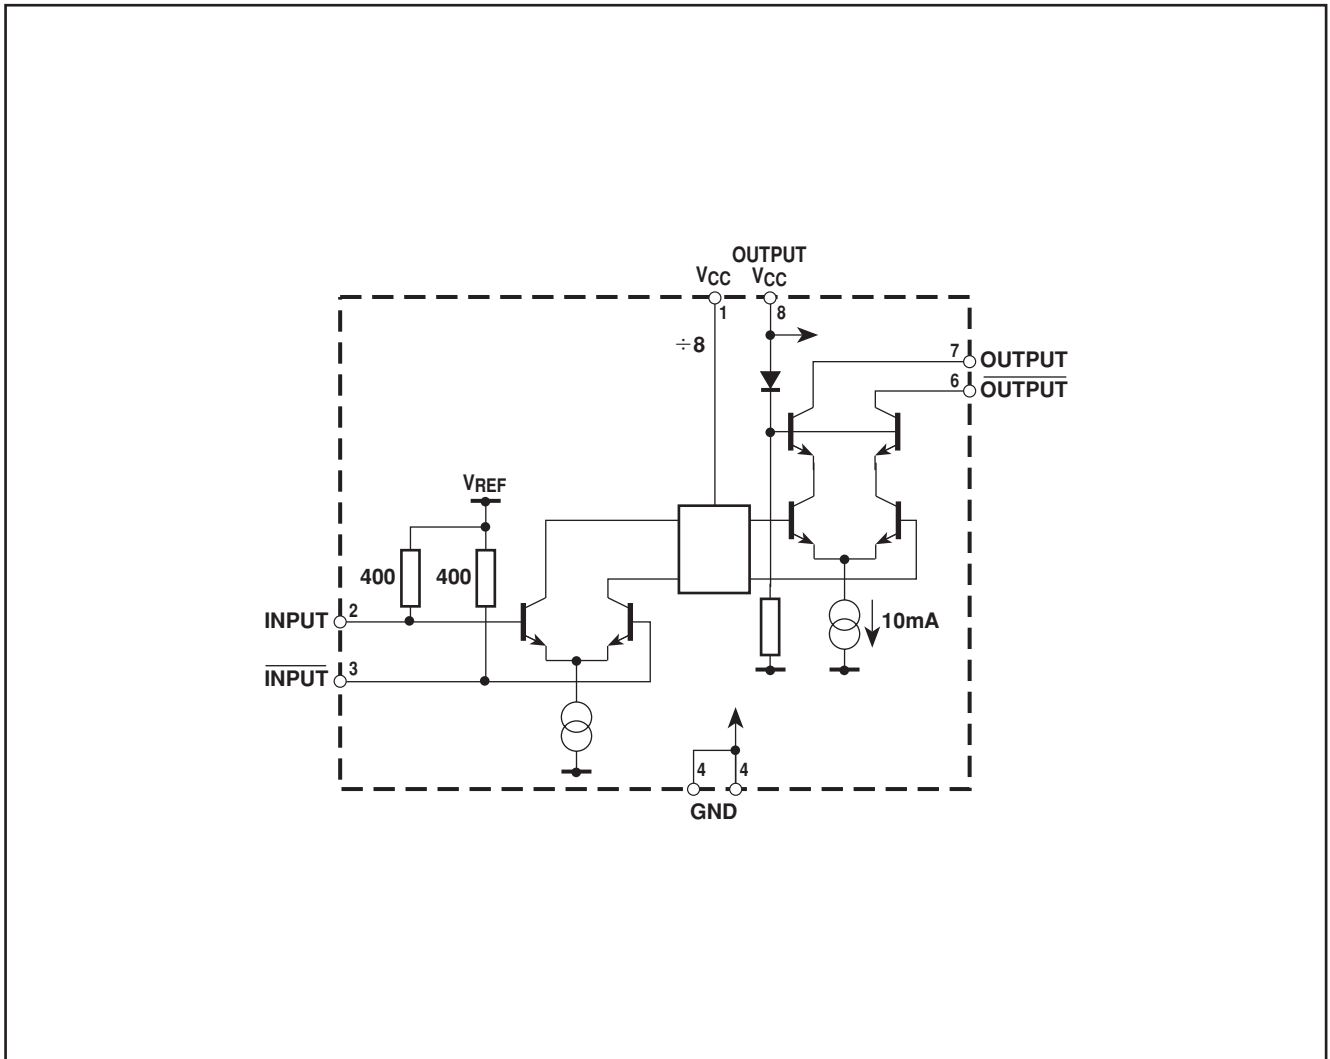 OUTPUT
VCC
VCC
1
8
÷8
7 OUTPUT
6 OUTPUT
VREF
400
400
INPUT 2
10mA
INPUT 3
4
4
GND